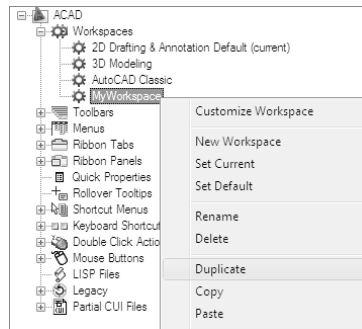 ACAD
Workspaces
2D Drafting & Annotation Default (current)
3D Modeling
AutoCAD Classic
MyWorkspace
Toolbars
Menus
Ribbon Tabs
Ribbon Panels
Quick Properties
Rollover Tooltips
Shortcut Menus
Keyboard Shortcut
Double Click Actio
Mouse Buttons
LISP Files
Legacy
Partial CUI Files
Customize Workspace
New Workspace
Set Current
Set Default
Rename
Delete
Duplicate
Copy
Paste